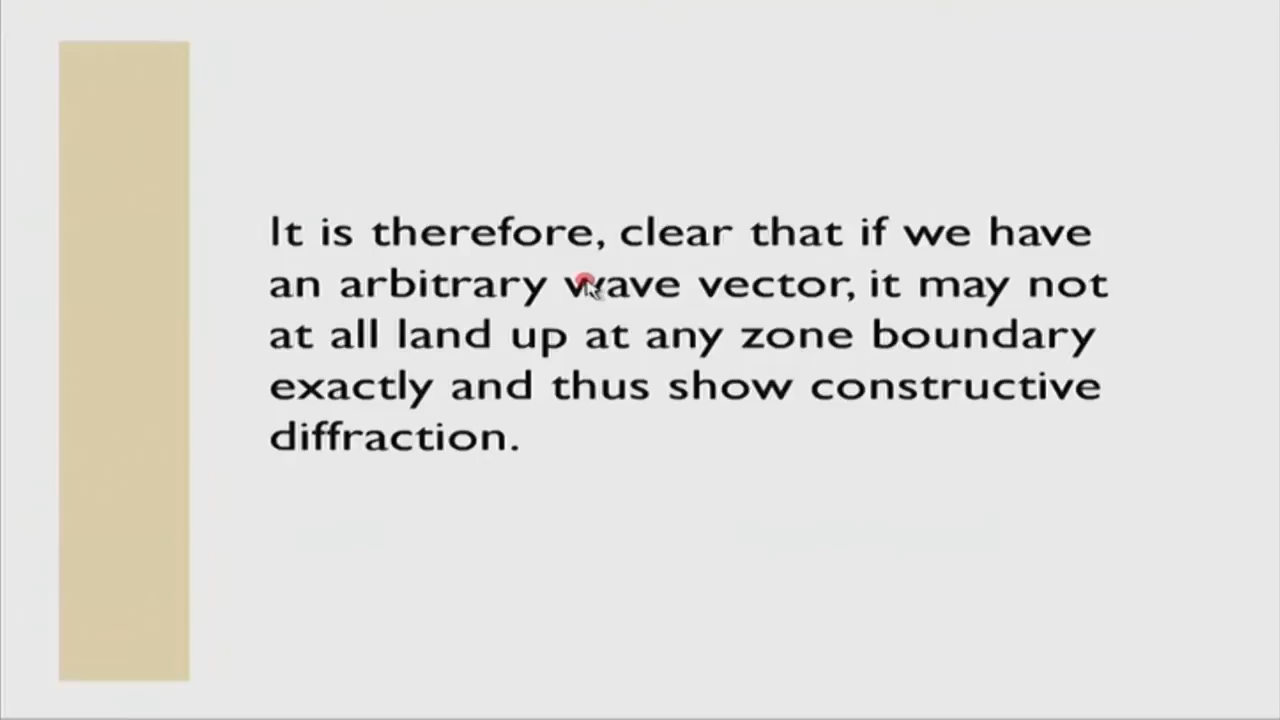 It is therefore, clear that if we have
an arbitrary wave vector, it may not
at all land up at any zone boundary
exactly and thus show constructive
diffraction.